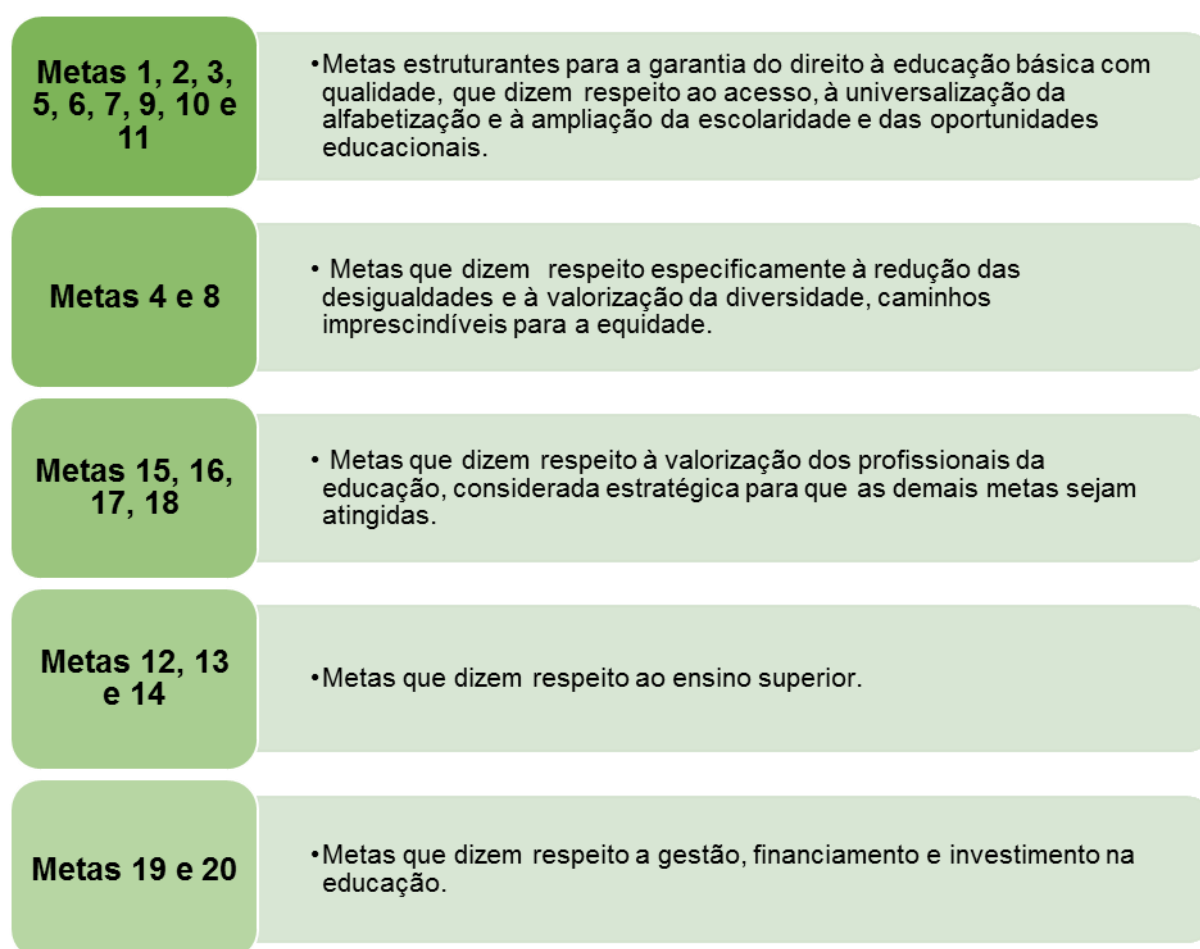 Metas 1, 2, 3,
5, 6, 7, 9, 10 e
11
•Metas estruturantes para a garantia do direito à educação básica com
qualidade, que dizem respeito ao acesso, à universalização da
alfabetização e à ampliação da escolaridade e das oportunidades
educacionais.
Metas 4 e 8
• Metas que dizem respeito especificamente à redução das
desigualdades e à valorização da diversidade, caminhos
imprescindíveis para a equidade.
Metas 15, 16,
17, 18
• Metas que dizem respeito à valorização dos profissionais da
educação, considerada estratégica para que as demais metas sejam
atingidas.
Metas 12, 13
e 14
•Metas que dizem respeito ao ensino superior.
Metas 19 e 20
•Metas que dizem respeito a gestão, financiamento e investimento na
educação.